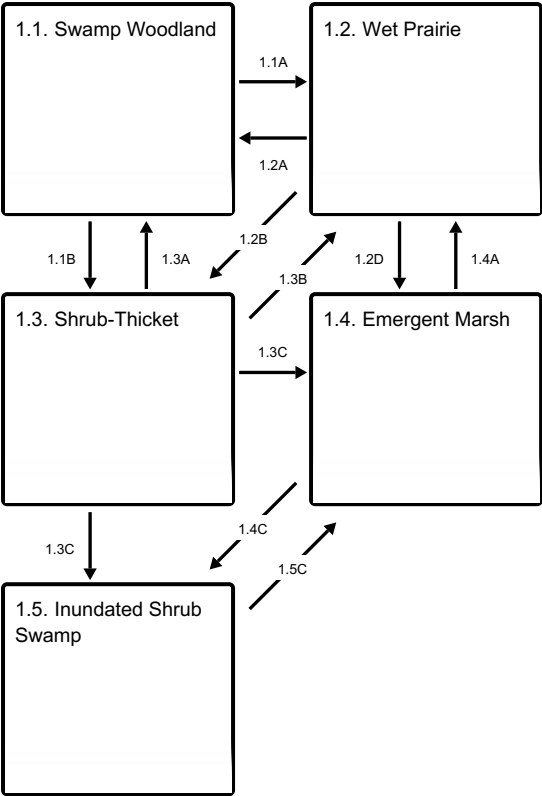 1.1. Swamp Woodland
1.2. Wet Prairie
1.1A
1.2A
1.2B
1.1B
1.3A
1.3B
1.2D
1.4A
1.3. Shrub-Thicket
1.4. Emergent Marsh
1.3C
1.4C
1.3C
1.5C
1.5. Inundated Shrub
Swamp